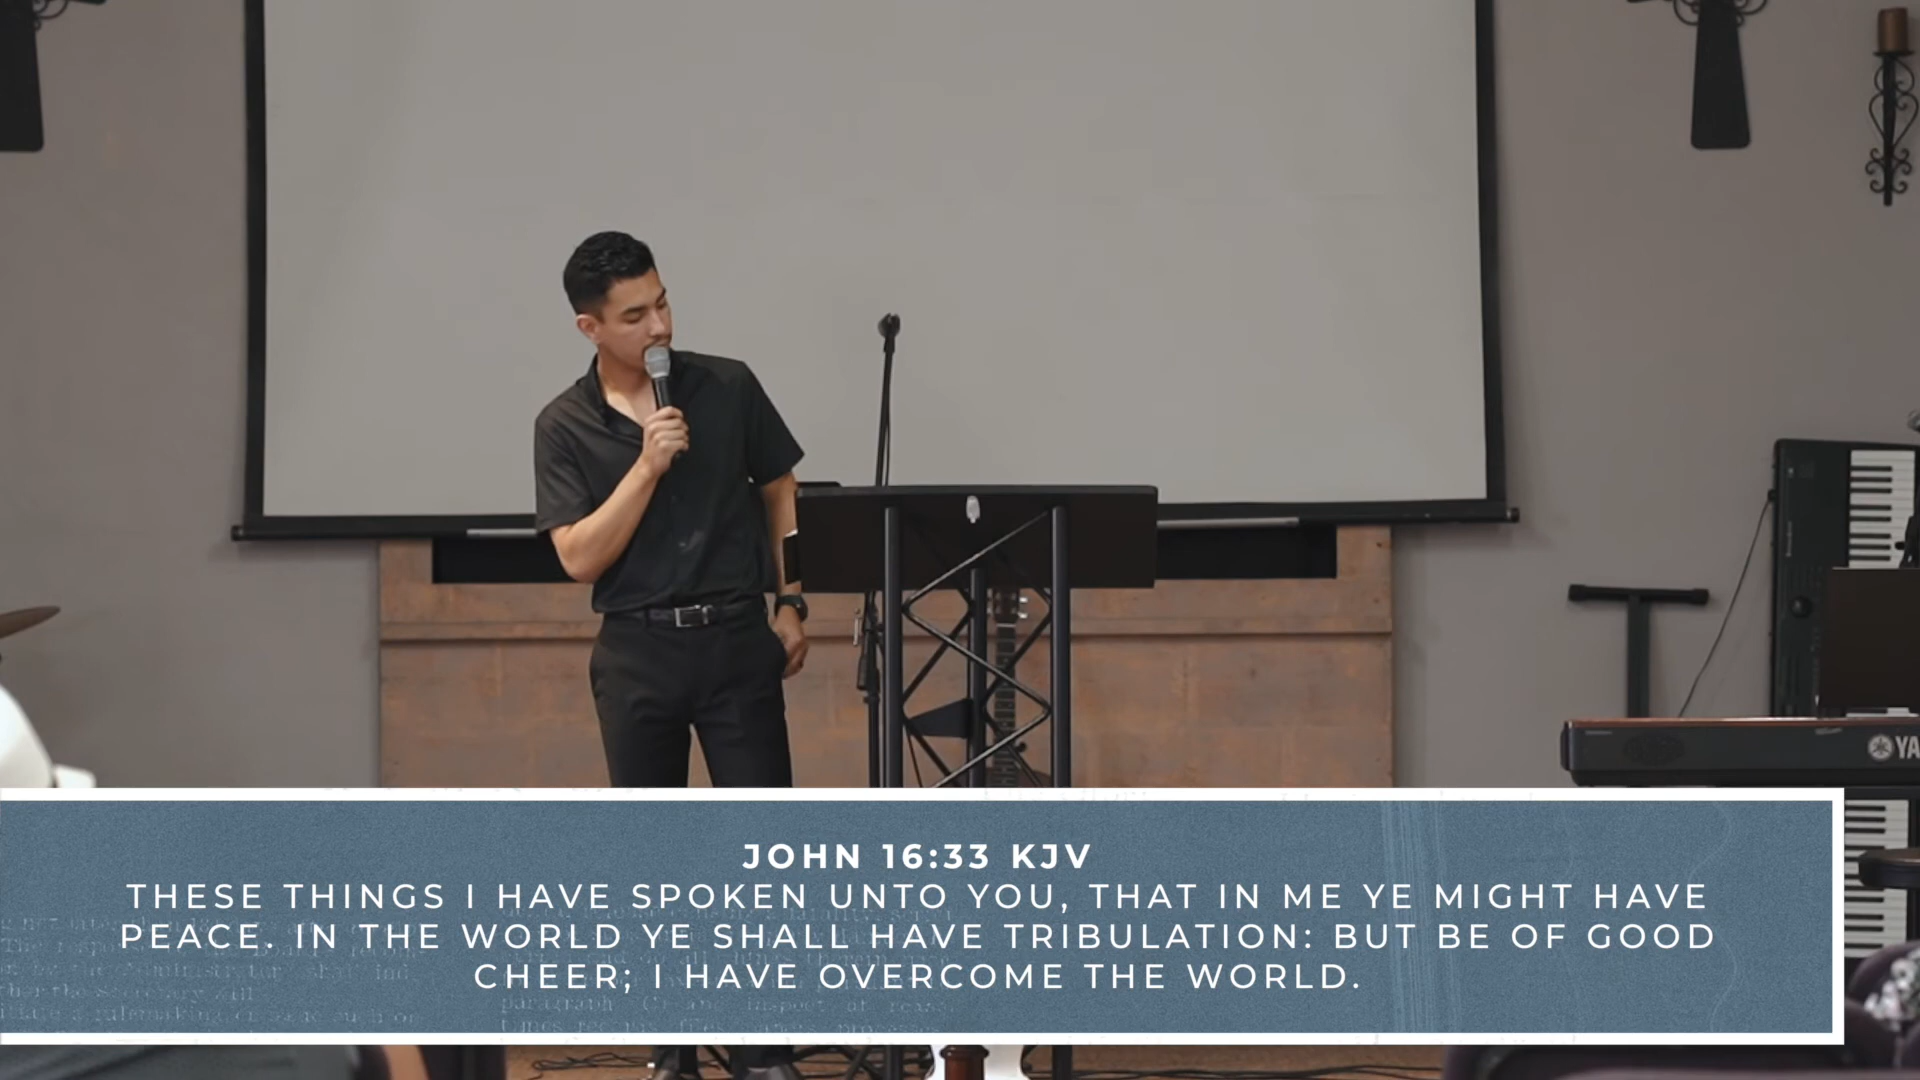 YA
JOHN 16:33 KJV
THESE THINGS I HAVE SPOKEN UNTO YOU, THAT IN ME YE MIGHT HAVE
PEACE. IN THE WORLD YE SHALL HAVE TRIBULATION: BUT BE OF GOOD
CHEER; I HAVE OVERCOME THE WORLD.